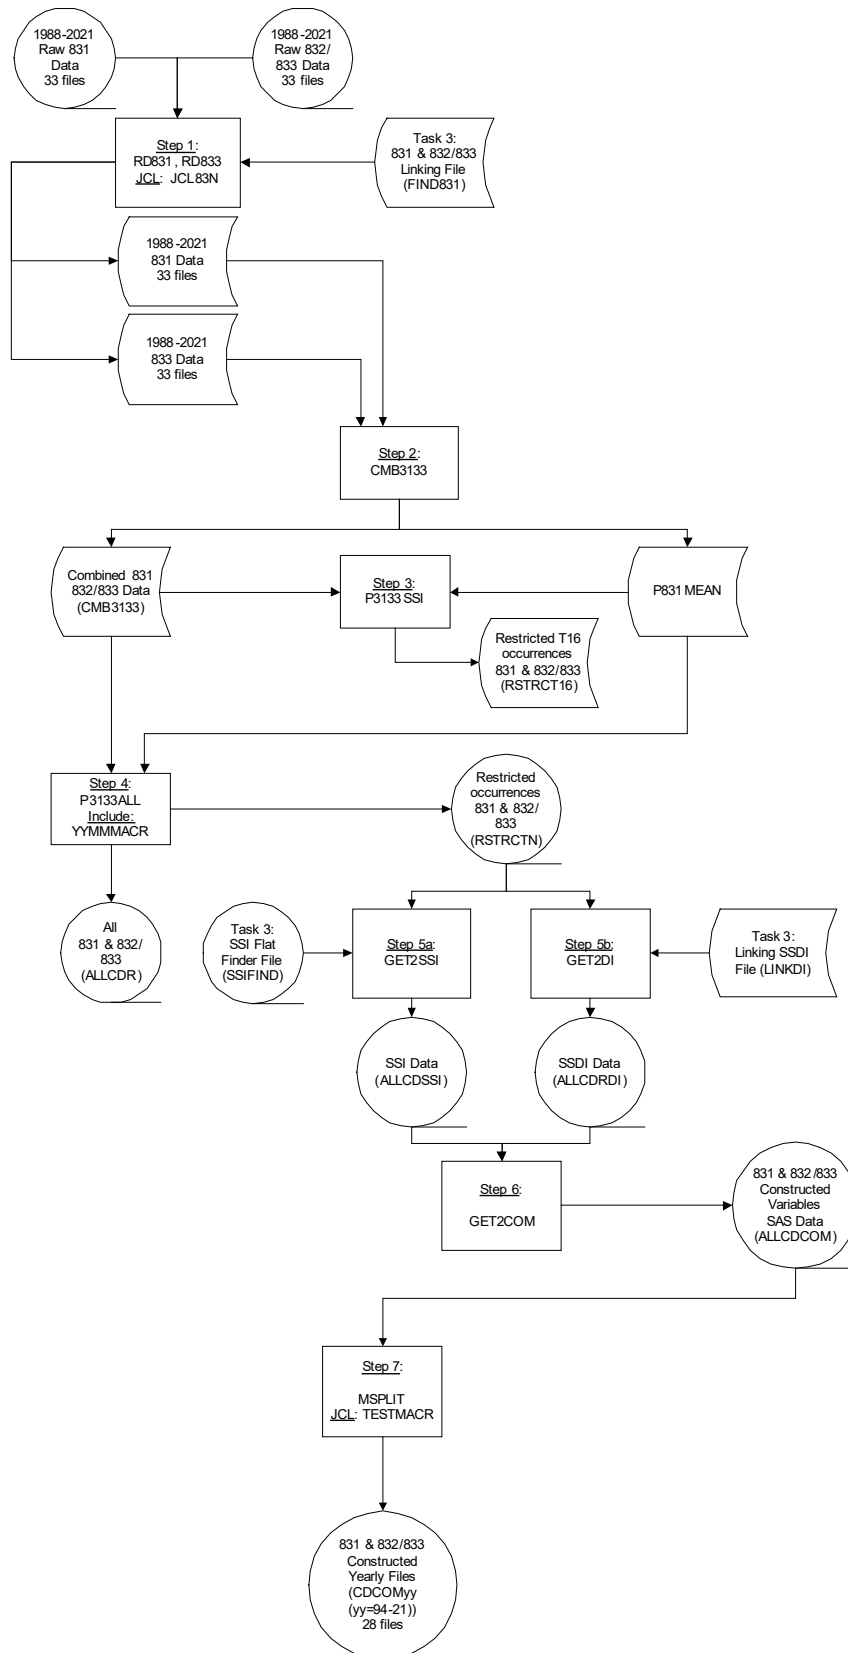 1988-2021
Raw 831
Data
33 files
1988-2021
Raw 832/
833 Data
33 files
Step 1:
RD831, RD833
JCL: JCL83N
Task 3:
831 & 832/833
Linking File
(FIND831)
1988-2021
831 Data
33 files
1988-2021
833 Data
33 files
Step 2:
CMB3133
Combined 831
832/833 Data
(CMB3133)
Step 3:
P3133SSI
P831MEAN
Restricted T16
occurrences
831 & 832/833
(RSTRCT16)
Step 4:
P3133ALL
Include:
YYMMMACR
Restricted
occurrences
831 & 832/
833
(RSTRCTN)
All
831 & 832/
833
(ALLCDR)
Task 3:
SSI Flat
Finder File
(SSIFIND)
Step 5a:
GET2SSI
Step 5b:
GET2DI
Task 3:
Linking SSDI
File (LINKDI)
SSI Data
(ALLCDSSI)
SSDI Data
(ALLCDRDI)
Step 6:
GET2COM
831 & 832/833
Constructed
Variables
SAS Data
(ALLCDCOM)
Step 7:
MSPLIT
JCL: TESTMACR
831 & 832/833
Constructed
Yearly Files
(CDCOMyy
(yy=94-21))
28 files